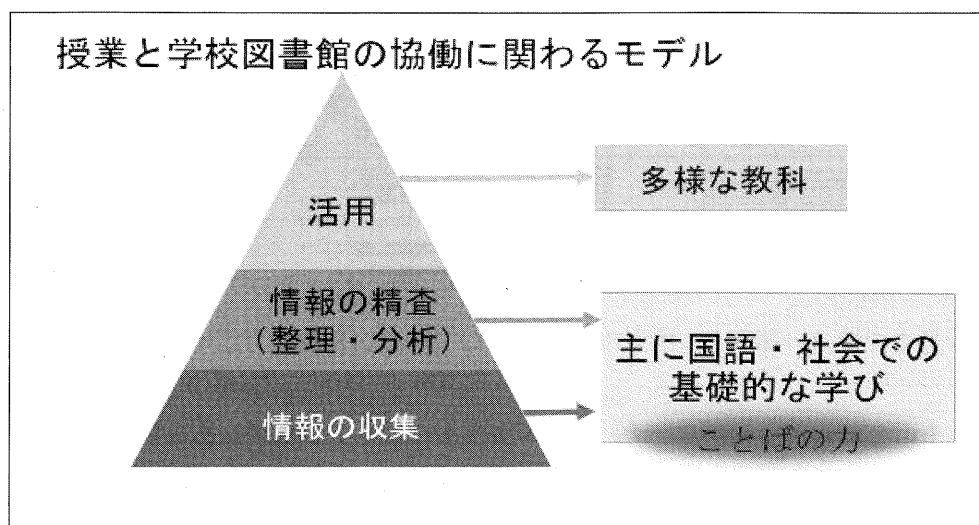 授業と学校図書館の協働に関わるモデル
活用
多様な教科
情報の精査
(整理・分析)
主に国語・社会での
基礎的な学び
情報の収集
ことばの力